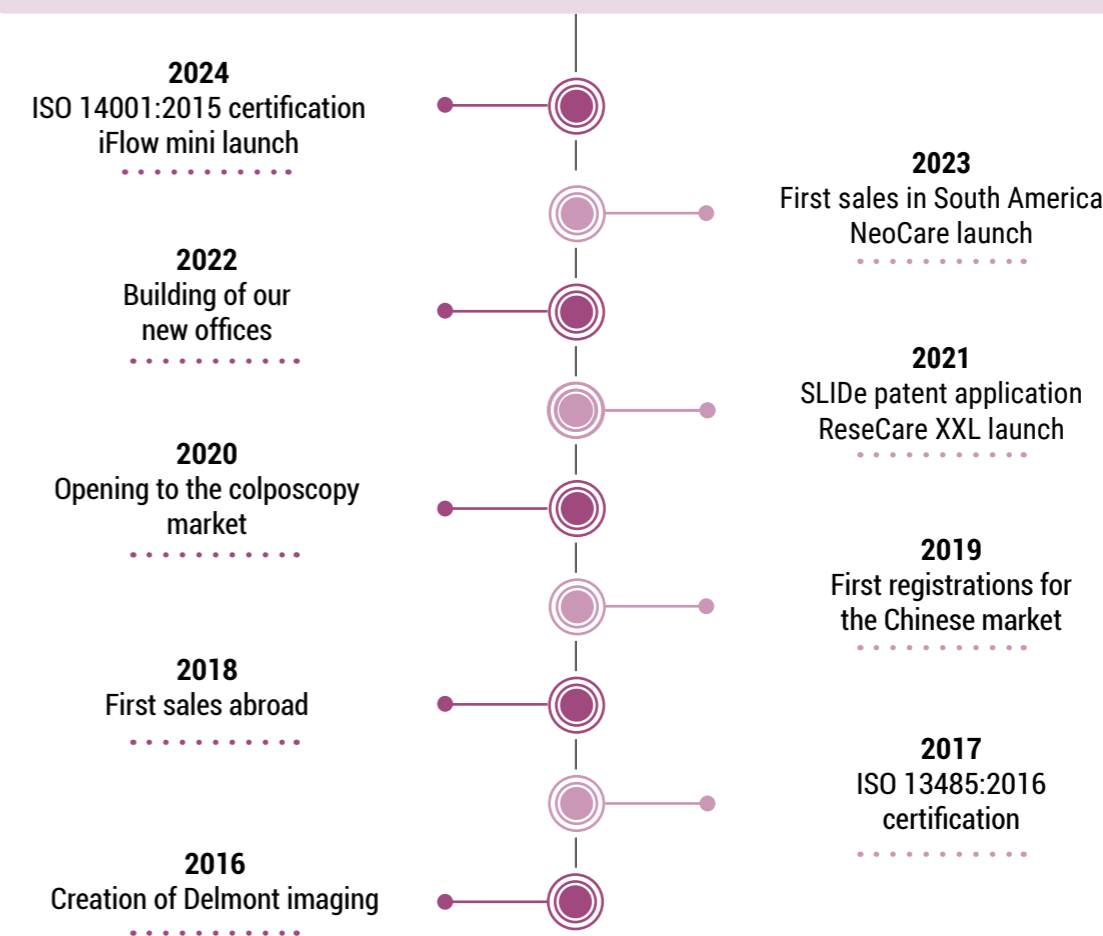 2024
ISO 14001:2015 certification
iFlow mini launch
2023
First sales in South America
NeoCare launch
2022
Building of our
new offices
2021
SLIDe patent application
ReseCare XXL launch
2020
Opening to the colposcopy
market
2019
First registrations for
the Chinese market
2018
First sales abroad
2017
ISO 13485:2016
certification
2016
Creation of Delmont imaging